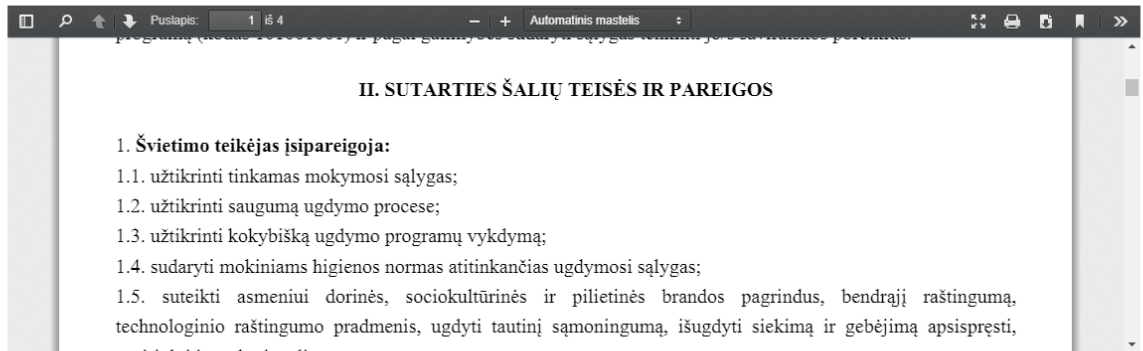 Puslapis: 1 iš 4 − + Automatinis mastelis
II. SUTARTIES ŠALIŲ TEISĖS IR PAREIGOS
1. Švietimo teikėjas įsipareigoja:
1.1. užtikrinti tinkamas mokymosi sąlygas;
1.2. užtikrinti saugumą ugdymo procese;
1.3. užtikrinti kokybišką ugdymo programų vykdymą;
1.4. sudaryti mokiniams higienos normas atitinkančias ugdymosi sąlygas;
1.5. suteikti asmeniui dorinės, sociokultūrinės ir pilietinės brandos pagrindus, bendrąjį raštingumą,
technologinio raštingumo pradmenis, ugdyti tautinį sąmoningumą, išugdyti siekimą ir gebėjimą apsispręsti,